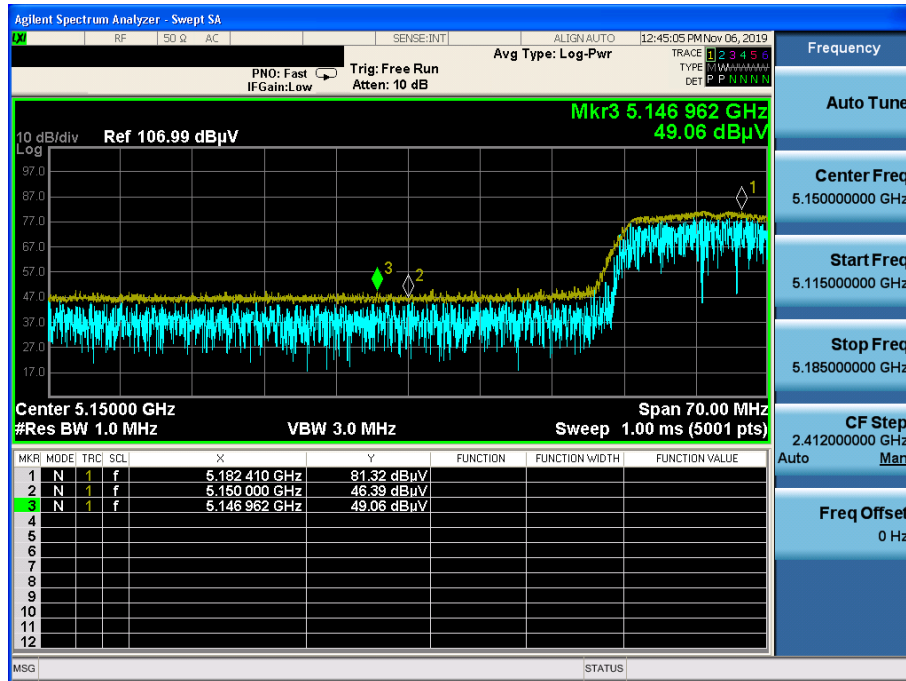 Agilent Spectrum Analyzer - Swept SA
LXI RF 50 Ω AC SENSE:INT ALIGN AUTO 12:45:05 PM Nov 06, 2019
Frequency
Avg Type: Log-Pwr TRACE 1 2 3 4 5 6
PNO: Fast Trig: Free Run TYPE M W W W W W
IFGain:Low Atten: 10 dB DET P P N N N N
Auto Tune
Mkr3 5.146 962 GHz
10 dB/div Ref 106.99 dBµV 49.06 dBµV
Log
97.0
87.0
77.0
67.0
57.0
47.0
37.0
27.0
17.0
1
3
2
Center Freq
5.150000000 GHz
Start Freq
5.115000000 GHz
Stop Freq
5.185000000 GHz
Center 5.15000 GHz Span 70.00 MHz
#Res BW 1.0 MHz VBW 3.0 MHz Sweep 1.00 ms (5001 pts)
CF Step
2.412000000 GHz
Auto Man
Freq Offset
0 Hz
MKR MODE TRC SCL X Y FUNCTION FUNCTION WIDTH FUNCTION VALUE
1 N 1 f 5.182 410 GHz 81.32 dBµV
2 N 1 f 5.150 000 GHz 46.39 dBµV
3 N 1 f 5.146 962 GHz 49.06 dBµV
4
5
6
7
8
9
10
11
12
MSG STATUS